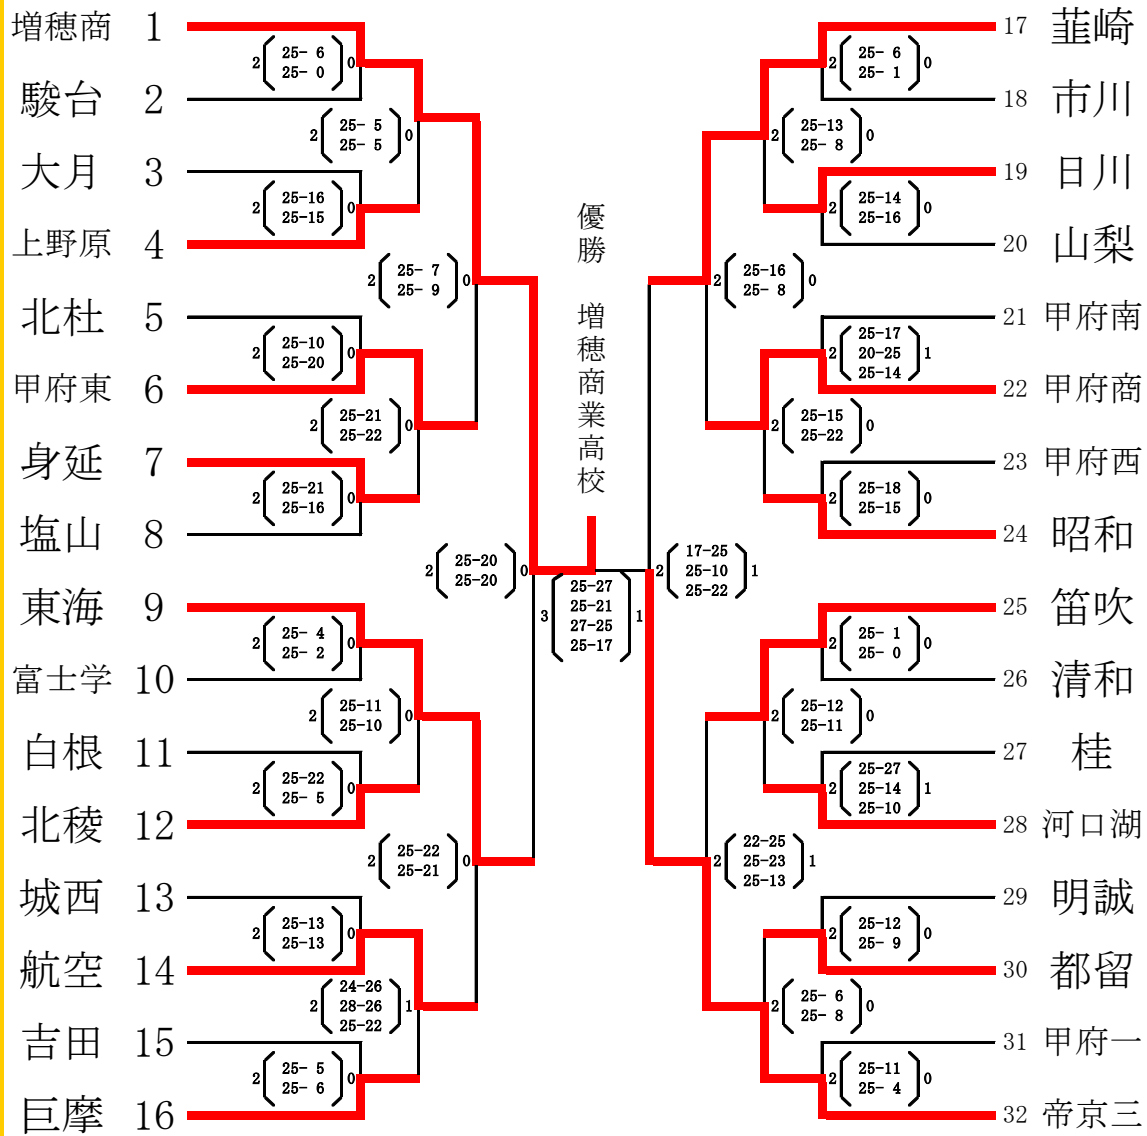 増穂商 1
2 25- 6 0
25- 0
駿台 2
2 25- 5 0
25- 5
大月 3
2 25-16 0
25-15
上野原 4
2 25- 7 0
25- 9
北杜 5
2 25-10 0
25-20
甲府東 6
2 25-21 0
25-22
身延 7
2 25-21 0
25-16
塩山 8
2 25-20 0
25-20
東海 9
2 25- 4 0
25- 2
富士学 10
2 25-11 0
25-10
白根 11
2 25-22 0
25- 5
北稜 12
2 25-22 0
25-21
城西 13
2 25-13 0
25-13
航空 14
2 24-26 1
28-26
25-22
吉田 15
2 25- 5 0
25- 6
巨摩 16
優勝 増穂商業高校
3 25-27 1
25-21
27-25
25-17
17 韮崎
2 25- 6 0
25- 1
18 市川
2 25-13 0
25- 8
19 日川
2 25-14 0
25-16
20 山梨
2 25-16 0
25- 8
21 甲府南
2 25-17 1
20-25
25-14
22 甲府商
2 25-15 0
25-22
23 甲府西
2 25-18 0
25-15
24 昭和
2 17-25 1
25-10
25-22
25 笛吹
2 25- 1 0
25- 0
26 清和
2 25-12 0
25-11
27 桂
2 25-27 1
25-14
25-10
28 河口湖
2 22-25 1
25-23
25-13
29 明誠
2 25-12 0
25- 9
30 都留
2 25- 6 0
25- 8
31 甲府一
2 25-11 0
25- 4
32 帝京三